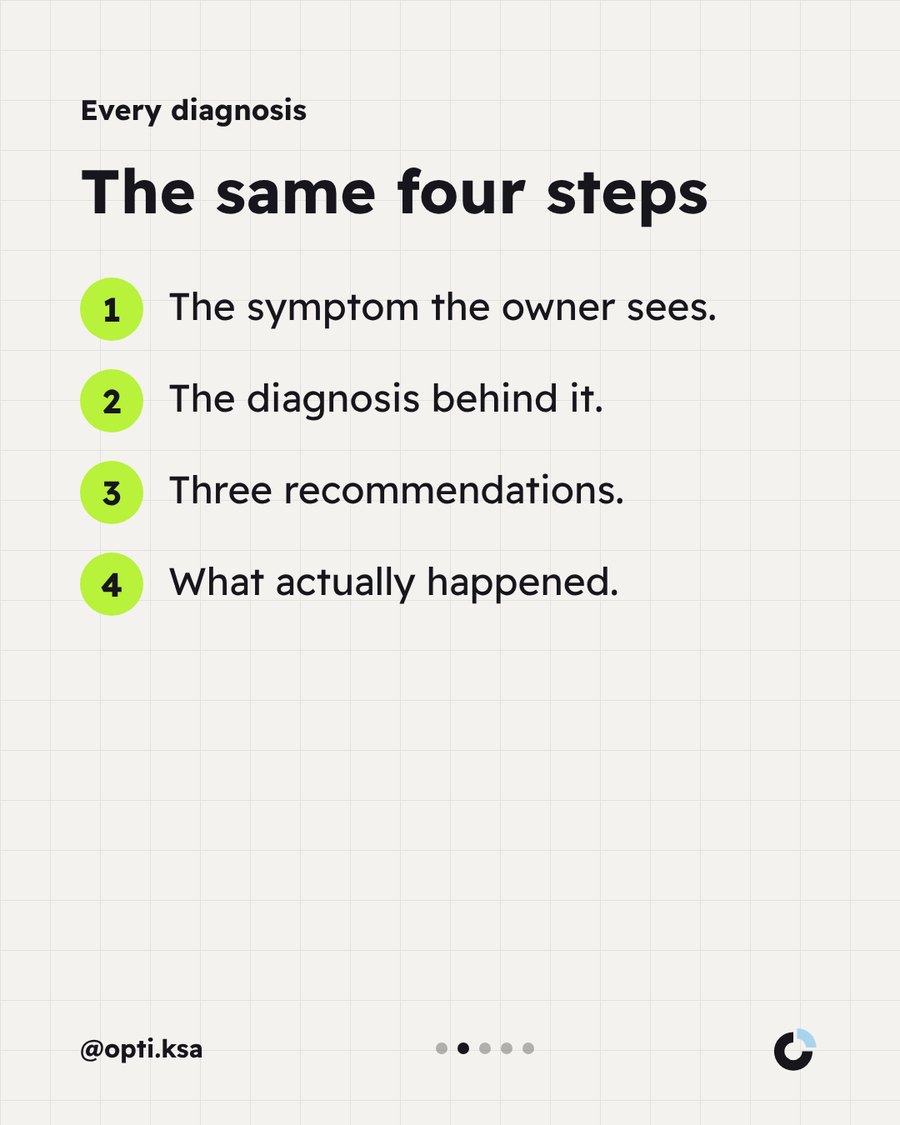 Every diagnosis
The same four steps
1 The symptom the owner sees.
2 The diagnosis behind it.
3 Three recommendations.
4 What actually happened.
@opti.ksa